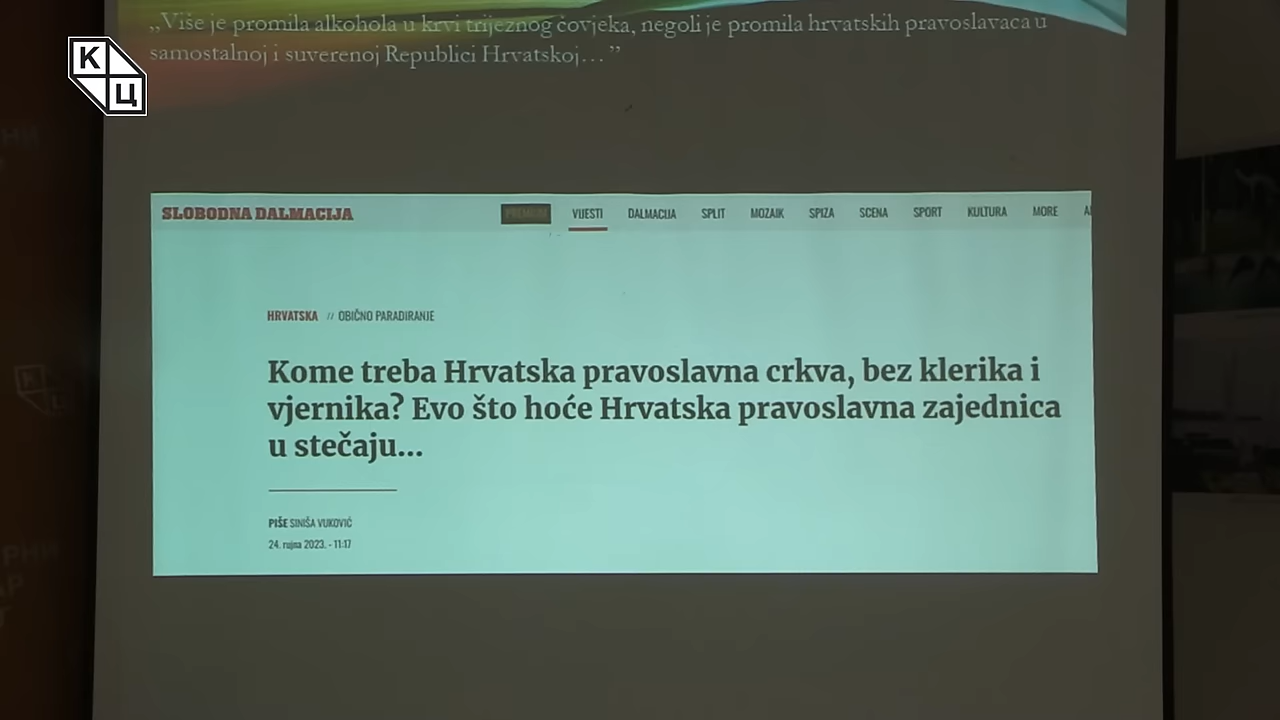 „Više je promila alkohola u krvi trijeznog čovjeka, negoli je promila hrvatskih pravoslavaca u
samostalnoj i suverenoj Republici Hrvatskoj…”
К
Ц
SLOBODNA DALMACIJA
PREMIUM VIJESTI DALMACIJA SPLIT MOZAIK SPIZA SCENA SPORT KULTURA MORE
HRVATSKA // OBIČNO PARADIRANJE
Kome treba Hrvatska pravoslavna crkva, bez klerika i
vjernika? Evo što hoće Hrvatska pravoslavna zajednica
u stečaju...
PIŠE SINIŠA VUKOVIĆ
24. rujna 2023. - 11:17